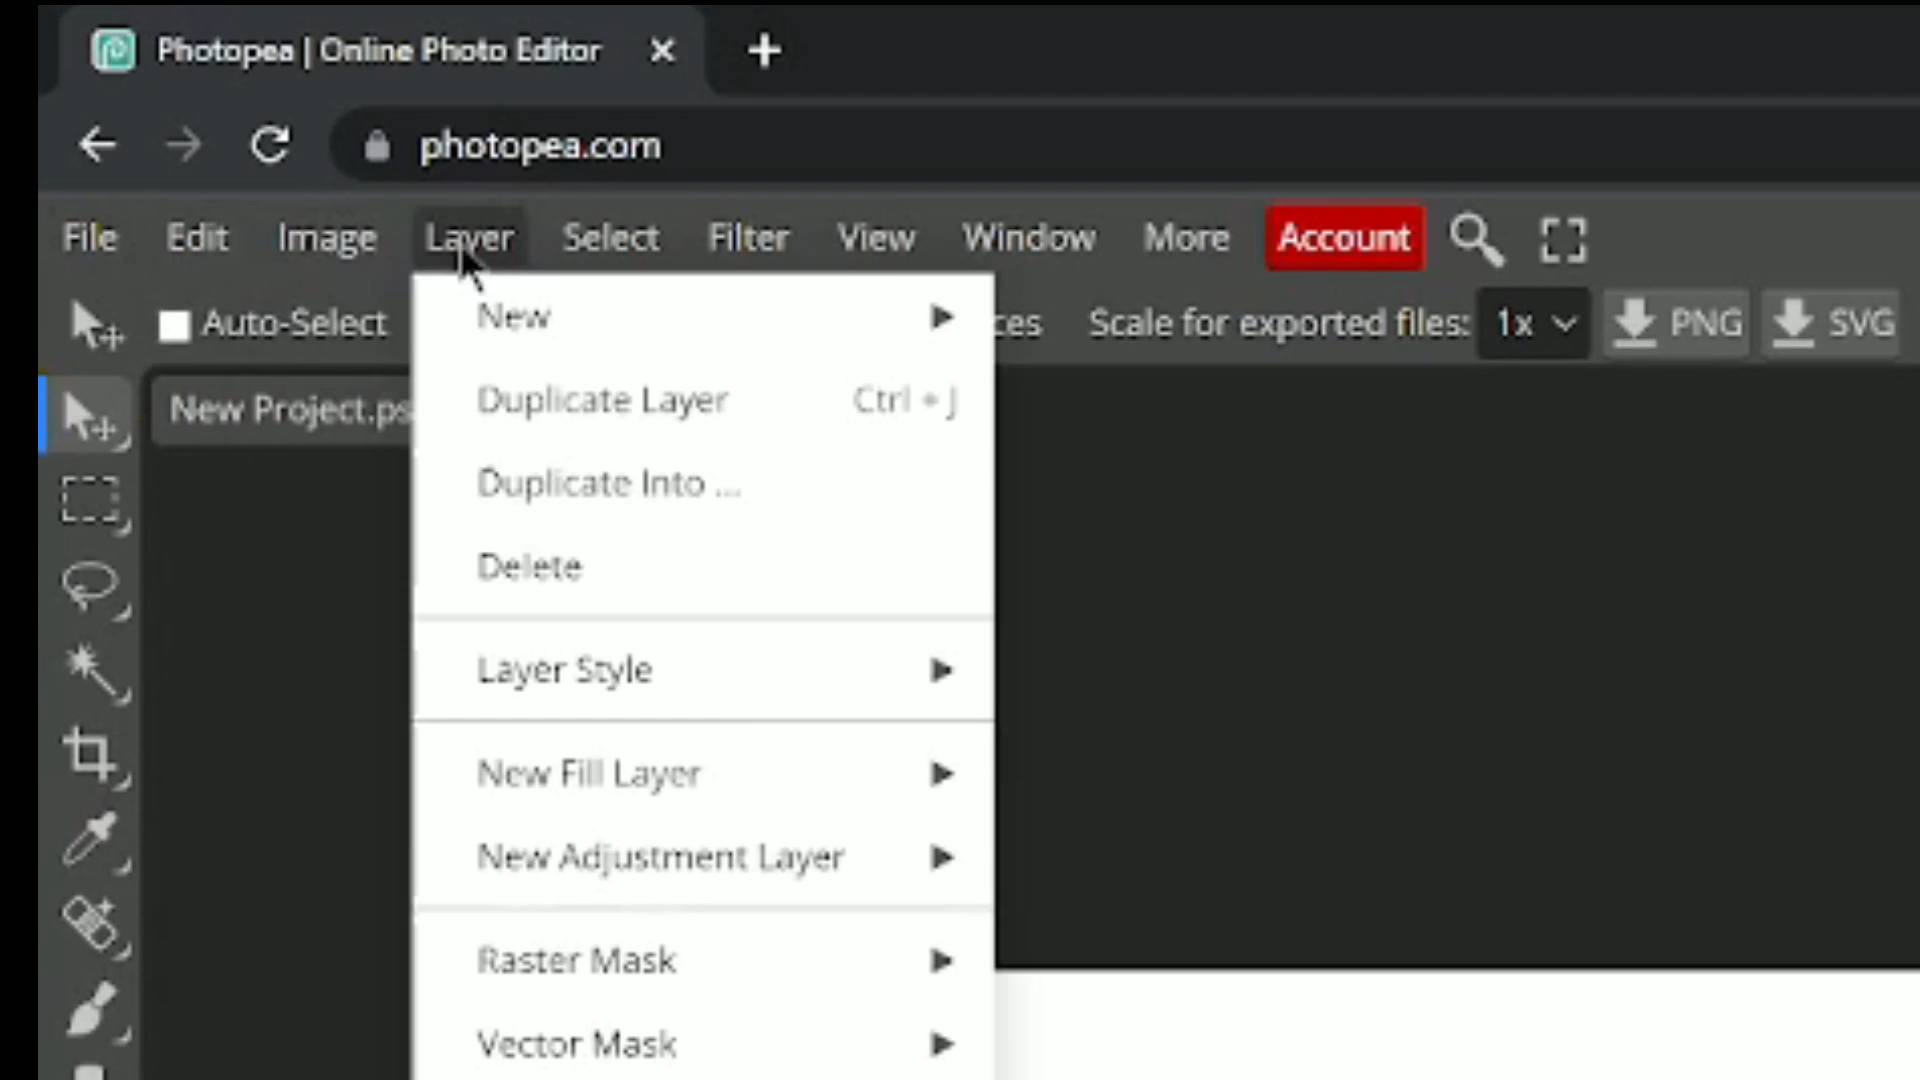 Photopea | Online Photo Editor
photopea.com
File Edit Image Layer Select Filter View Window More Account
Auto-Select Scale for exported files: 1x PNG SVG
New Project.ps
New
Duplicate Layer Ctrl + J
Duplicate Into ...
Delete
Layer Style
New Fill Layer
New Adjustment Layer
Raster Mask
Vector Mask